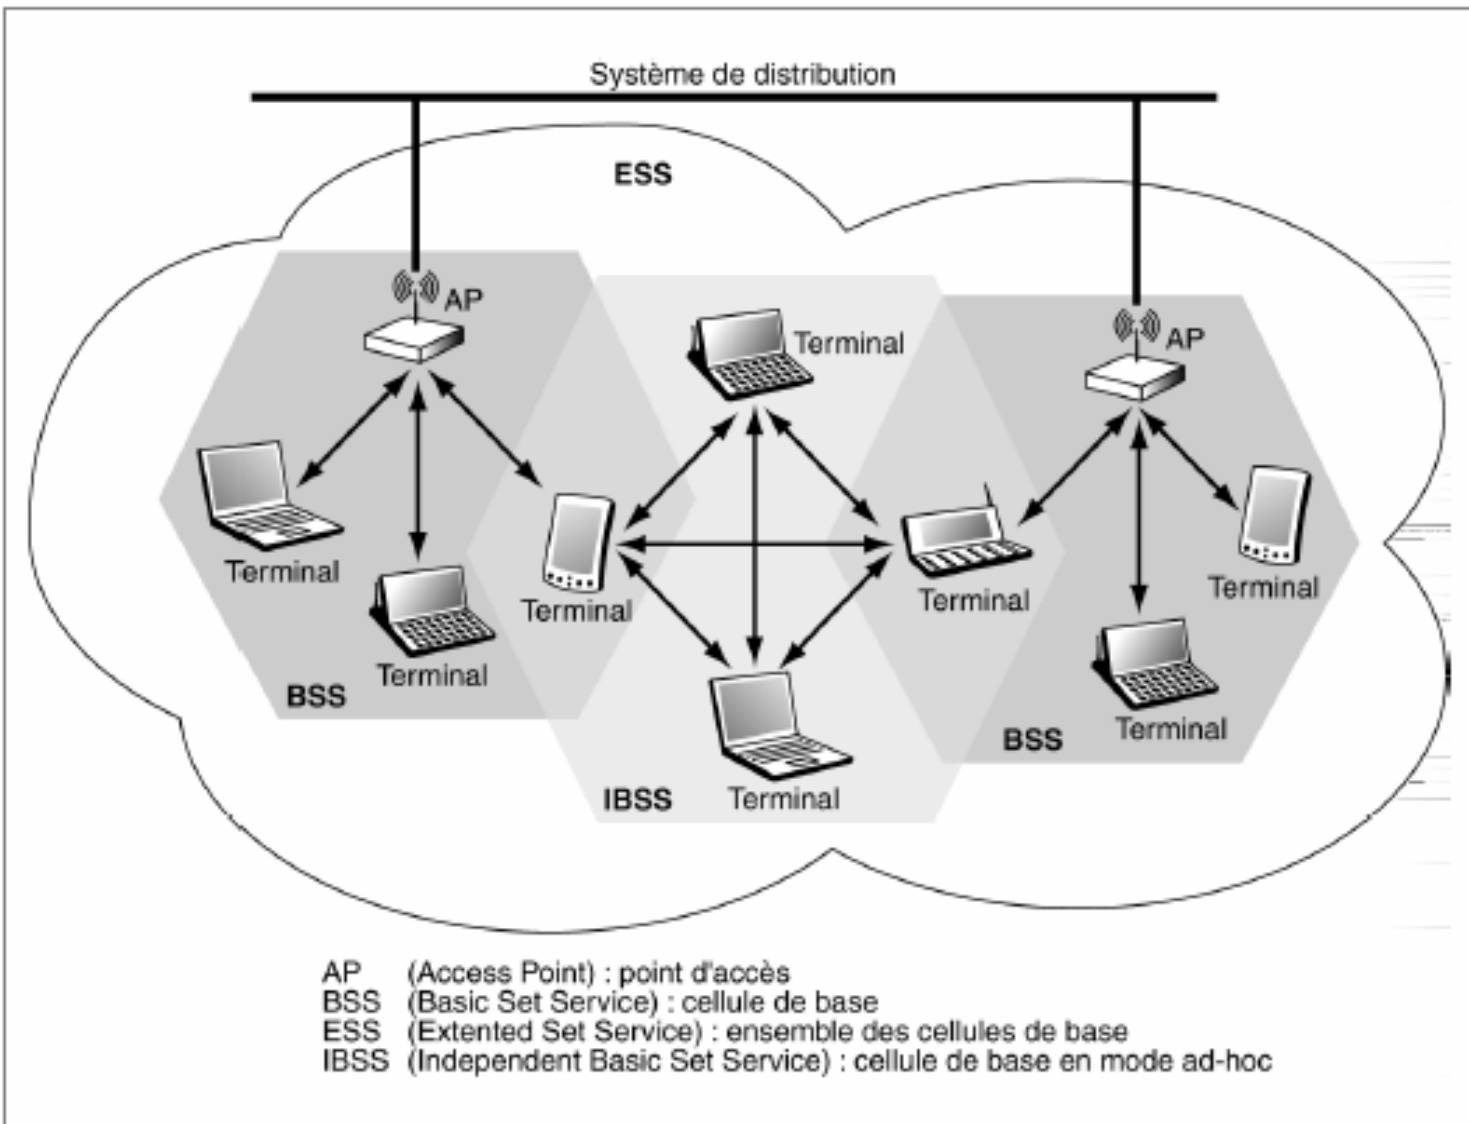 Système de distribution
ESS
AP
AP
Terminal
Terminal
Terminal
Terminal
Terminal
Terminal
Terminal
BSS
Terminal
BSS
IBSS
Terminal
AP (Access Point) : point d'accès
BSS (Basic Set Service) : cellule de base
ESS (Extented Set Service) : ensemble des cellules de base
IBSS (Independent Basic Set Service) : cellule de base en mode ad-hoc